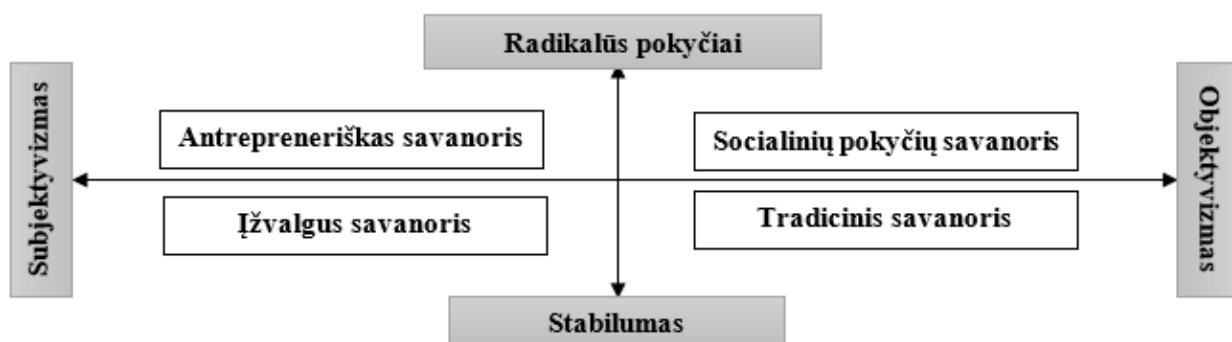 Radikalūs pokyčiai
Subjektyvizmas
Antrepreneriškas savanoris
Socialinių pokyčių savanoris
Objektyvizmas
Įžvalgus savanoris
Tradicinis savanoris
Stabilumas